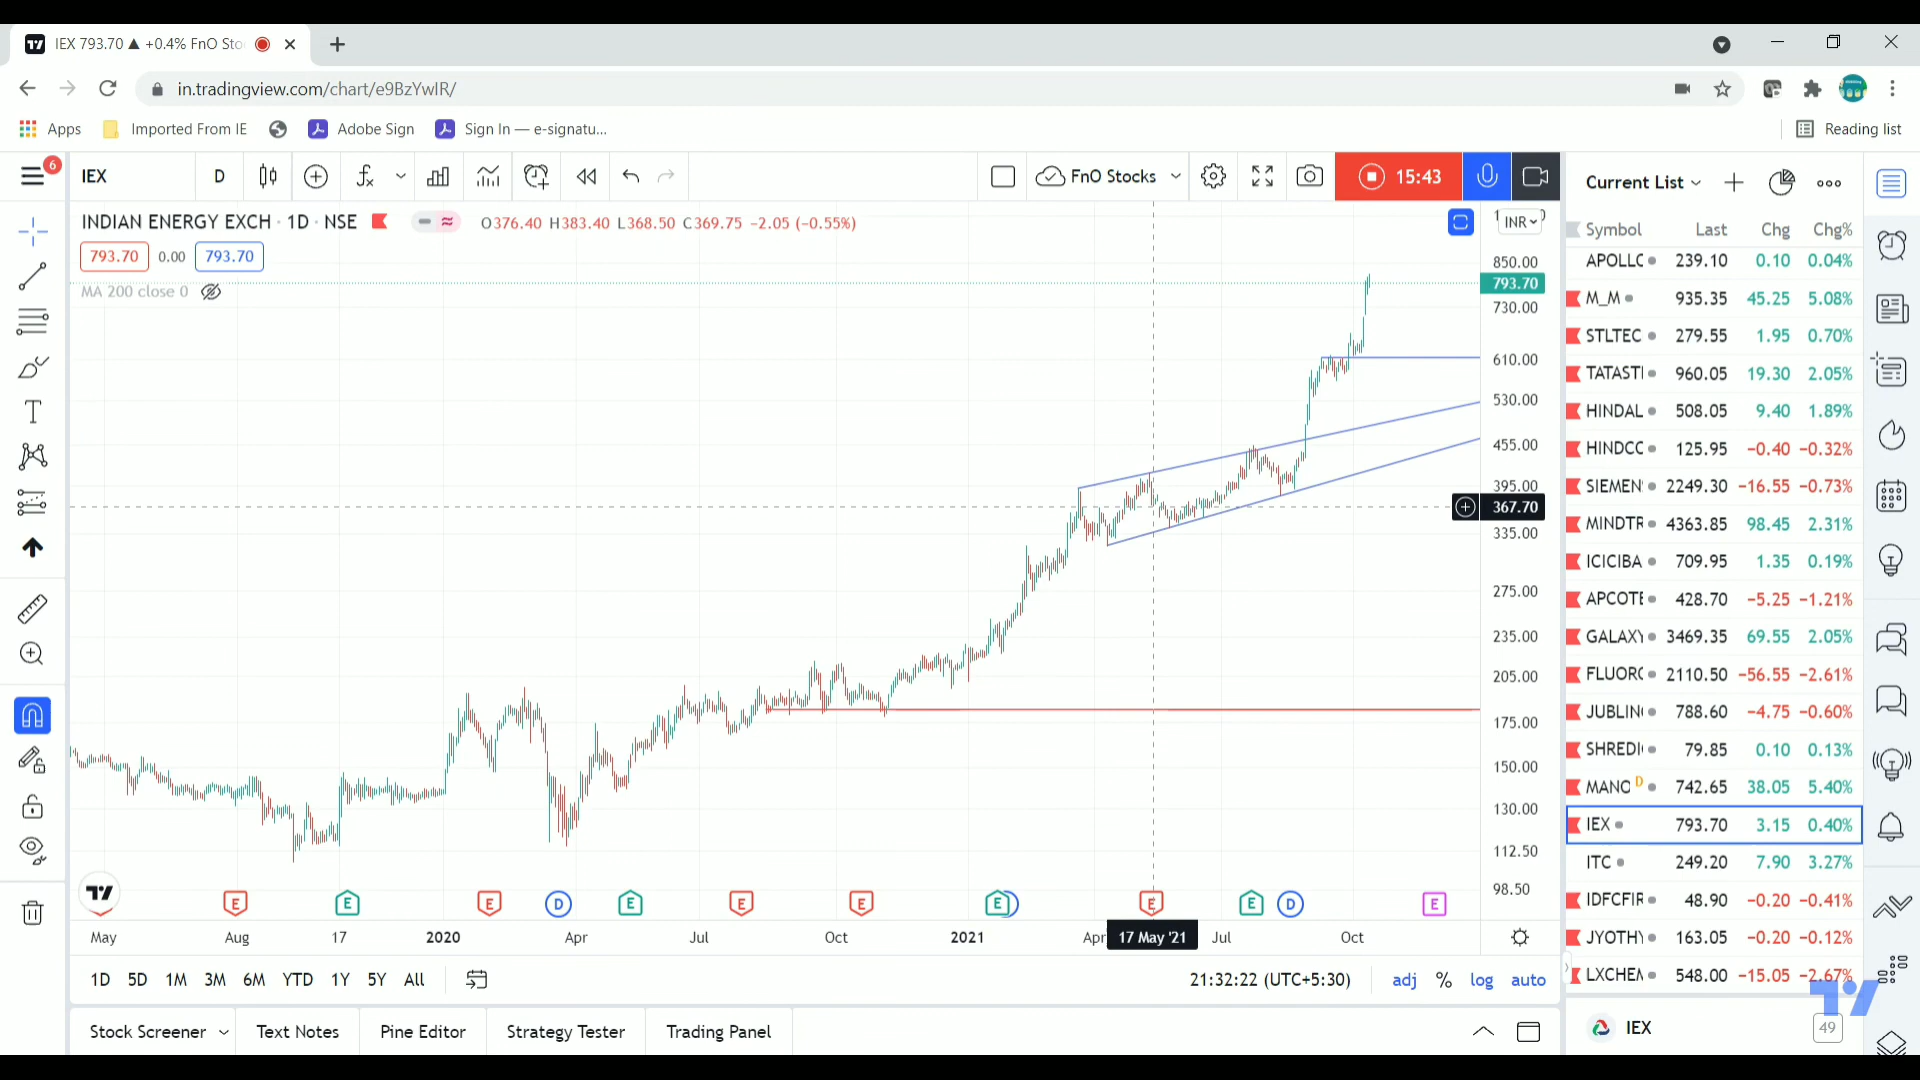 IEX 793.70 ▲ +0.4% FnO Sto
in.tradingview.com/chart/e9BzYwIR/
Apps Imported From IE Adobe Sign Sign In — e-signatu... Reading list
6
IEX D FnO Stocks 15:43
INDIAN ENERGY EXCH · 1D · NSE O376.40 H383.40 L368.50 C369.75 −2.05 (−0.55%)
793.70 0.00 793.70
MA 200 close 0
INR
850.00
793.70
730.00
610.00
530.00
455.00
395.00
367.70
335.00
275.00
235.00
205.00
175.00
150.00
130.00
112.50
98.50
E E E D E E E E E E D E
May Aug 17 2020 Apr Jul Oct 2021 Apr 17 May '21 Jul Oct
1D 5D 1M 3M 6M YTD 1Y 5Y All 21:32:22 (UTC+5:30) adj % log auto
Stock Screener Text Notes Pine Editor Strategy Tester Trading Panel
Current List
Symbol Last Chg Chg%
APOLLO 239.10 0.10 0.04%
M_M 935.35 45.25 5.08%
STLTEC 279.55 1.95 0.70%
TATASTI 960.05 19.30 2.05%
HINDAL 508.05 9.40 1.89%
HINDCC 125.95 −0.40 −0.32%
SIEMEN 2249.30 −16.55 −0.73%
MINDTR 4363.85 98.45 2.31%
ICICIBA 709.95 1.35 0.19%
APCOTE 428.70 −5.25 −1.21%
GALAXY 3469.35 69.55 2.05%
FLUORO 2110.50 −56.55 −2.61%
JUBLIN 788.60 −4.75 −0.60%
SHREDI 79.85 0.10 0.13%
MANO D 742.65 38.05 5.40%
IEX 793.70 3.15 0.40%
ITC 249.20 7.90 3.27%
IDFCFIR 48.90 −0.20 −0.41%
JYOTHY 163.05 −0.20 −0.12%
LXCHEM 548.00 −15.05 −2.67%
IEX 49